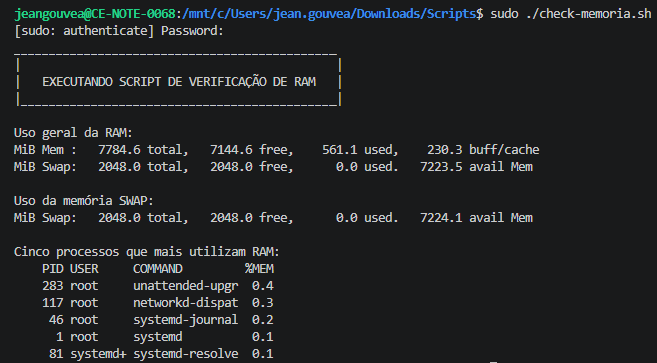 jeangouvea@CE-NOTE-0068:/mnt/c/Users/jean.gouvea/Downloads/Scripts$ sudo ./check-memoria.sh
[sudo: authenticate] Password:
EXECUTANDO SCRIPT DE VERIFICAÇÃO DE RAM
Uso geral da RAM:
MiB Mem :   7784.6 total,   7144.6 free,    561.1 used,    230.3 buff/cache
MiB Swap:   2048.0 total,   2048.0 free,      0.0 used.   7223.5 avail Mem
Uso da memória SWAP:
MiB Swap:   2048.0 total,   2048.0 free,      0.0 used.   7224.1 avail Mem
Cinco processos que mais utilizam RAM:
    PID USER     COMMAND         %MEM
    283 root     unattended-upgr  0.4
    117 root     networkd-dispat  0.3
     46 root     systemd-journal  0.2
      1 root     systemd          0.1
     81 systemd+ systemd-resolve  0.1